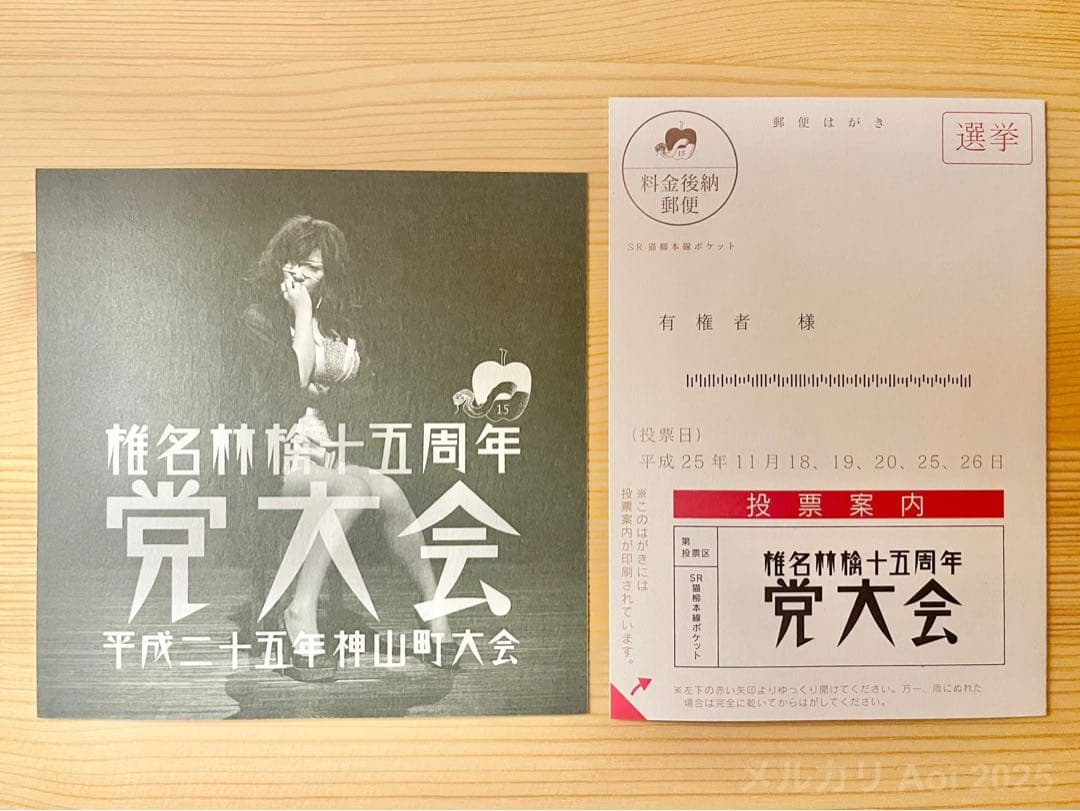 15
椎名林檎十五周年
党大会
平成二十五年神山町大会
郵便はがき
選挙
15
料金後納
郵便
SR猫柳本線ポケット
有権者 様
(投票日)
平成25年11月18、19、20、25、26日
※このはがきには
投票案内が印刷されています。
投票案内
第
投票区
SR猫柳本線ポケット
椎名林檎十五周年
党大会
※左下の赤い矢印よりゆっくり開けてください。万一、雨にぬれた
場合は完全に乾いてからはがしてください。
メルカリ Aoi 2025